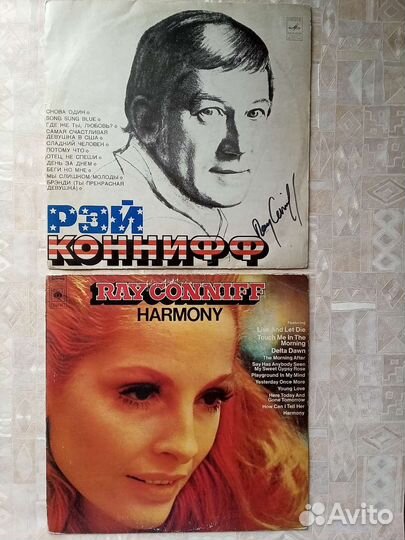 СНОВА ОДИН
SONG SUNG BLUE
ГДЕ ЖЕ ТЫ, ЛЮБОВЬ?
САМАЯ СЧАСТЛИВАЯ
ДЕВУШКА В США
СЛАДНИЙ ЧЕЛОВЕК
ПОТОМУ ЧТО
ОТЕЦ, НЕ СПЕШИ
ДЕНЬ ЗА ДНЕМ
БЕГИ КО МНЕ
МЫ СЛИШКОМ МОЛОДЫ
БРЭНДИ (ТЫ ПРЕКРАСНАЯ
ДЕВУШКА)
РЭЙ
КОННИФФ
Ray Conniff
RAY CONNIFF
HARMONY
Featuring
Live And Let Die
Touch Me In The
Morning
Delta Dawn
The Morning After
Say Has Anybody Seen
My Sweet Gypsy Rose
Playground In My Mind
Yesterday Once More
Young Love
Here Today And
Gone Tomorrow
How Can I Tell Her
Harmony
Avito